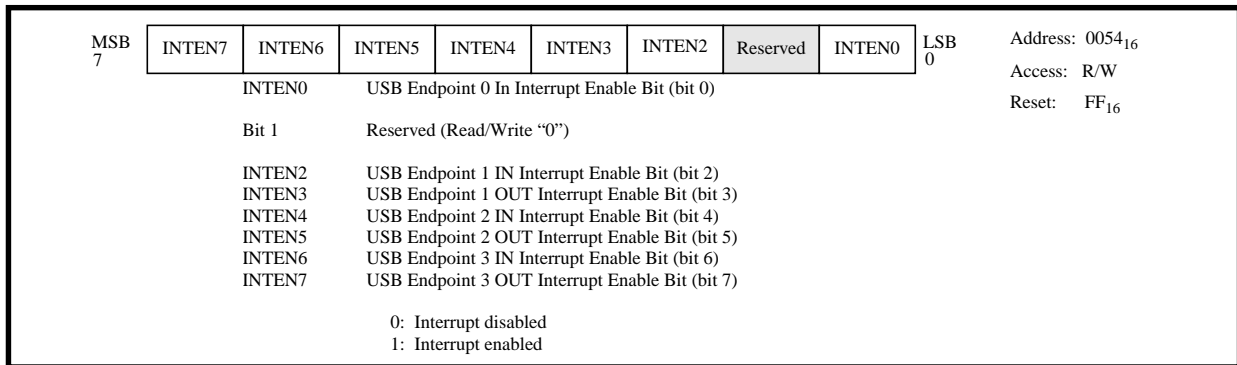 MSB 7 INTEN7 INTEN6 INTEN5 INTEN4 INTEN3 INTEN2 Reserved INTEN0 LSB 0
Address: 0054₁₆
Access: R/W
Reset: FF₁₆
INTEN0 USB Endpoint 0 In Interrupt Enable Bit (bit 0)
Bit 1 Reserved (Read/Write “0”)
INTEN2 USB Endpoint 1 IN Interrupt Enable Bit (bit 2)
INTEN3 USB Endpoint 1 OUT Interrupt Enable Bit (bit 3)
INTEN4 USB Endpoint 2 IN Interrupt Enable Bit (bit 4)
INTEN5 USB Endpoint 2 OUT Interrupt Enable Bit (bit 5)
INTEN6 USB Endpoint 3 IN Interrupt Enable Bit (bit 6)
INTEN7 USB Endpoint 3 OUT Interrupt Enable Bit (bit 7)
0: Interrupt disabled
1: Interrupt enabled